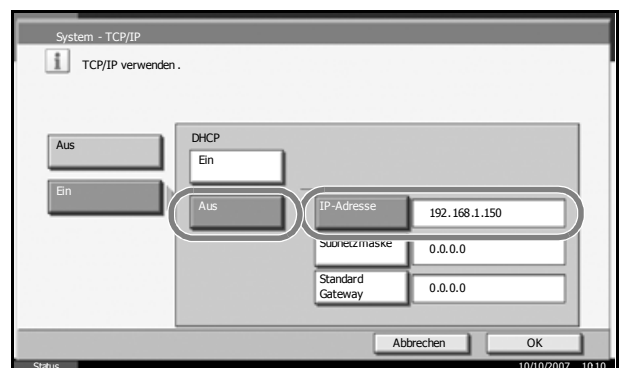 System - TCP/IP
TCP/IP verwenden.
DHCP
Aus
Ein
Ein
Aus
IP-Adresse
192.168.1.150
Subnetzmaske
0.0.0.0
Standard
Gateway
0.0.0.0
Abbrechen
OK
Status
10/10/2007 10:10